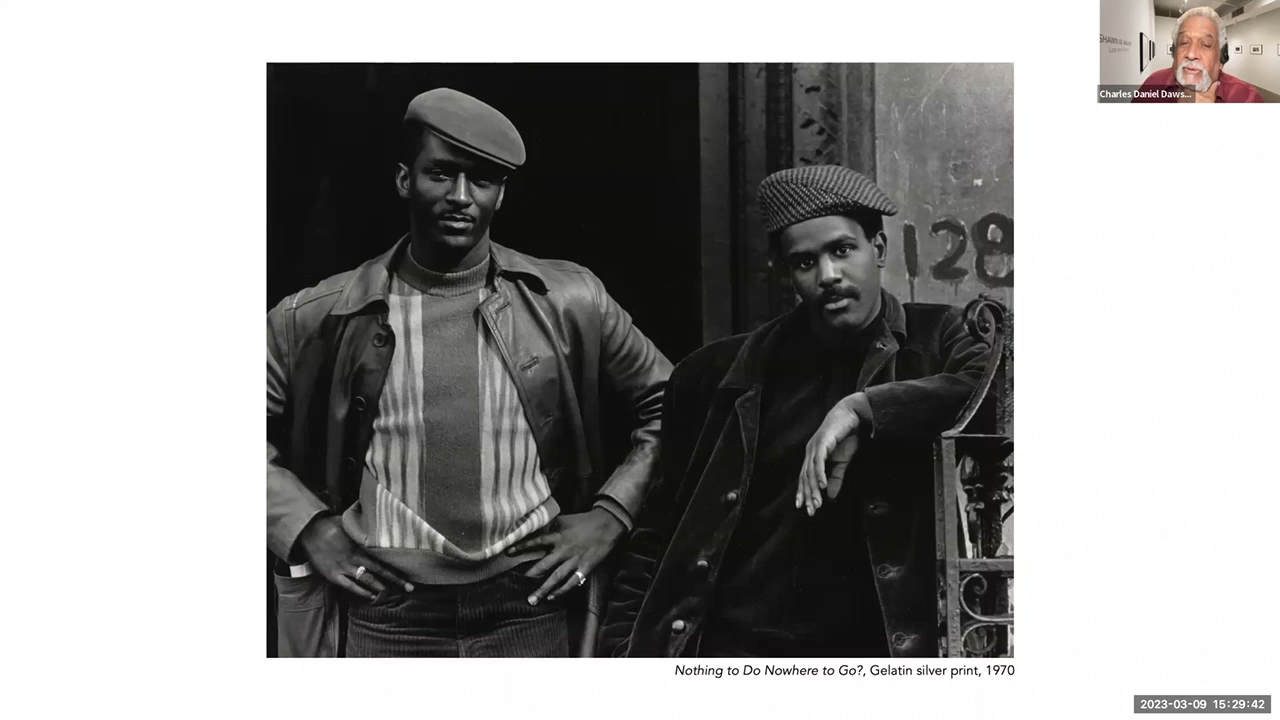 Charles Daniel Daws...
128
Nothing to Do Nowhere to Go?, Gelatin silver print, 1970
2023-03-09 15:29:42